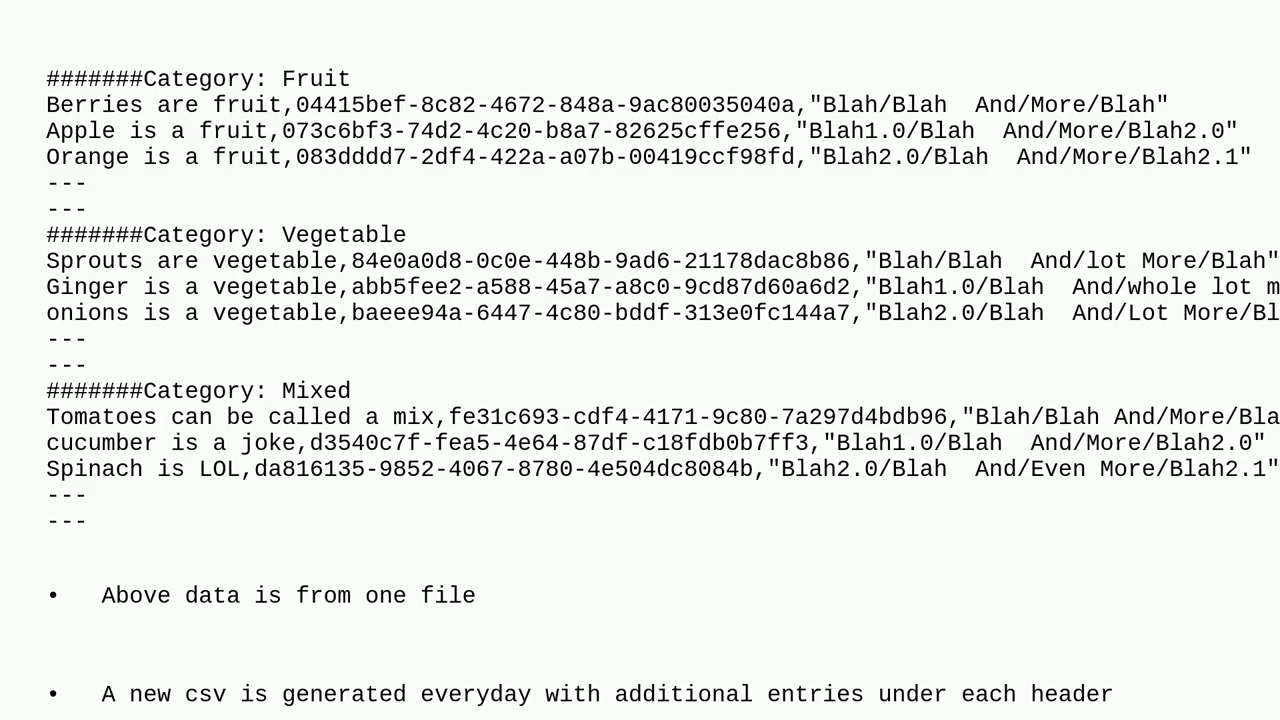 #######Category: Fruit
Berries are fruit,04415bef-8c82-4672-848a-9ac80035040a,"Blah/Blah  And/More/Blah"
Apple is a fruit,073c6bf3-74d2-4c20-b8a7-82625cffe256,"Blah1.0/Blah  And/More/Blah2.0"
Orange is a fruit,083dddd7-2df4-422a-a07b-00419ccf98fd,"Blah2.0/Blah  And/More/Blah2.1"
---
---
#######Category: Vegetable
Sprouts are vegetable,84e0a0d8-0c0e-448b-9ad6-21178dac8b86,"Blah/Blah  And/lot More/Blah"
Ginger is a vegetable,abb5fee2-a588-45a7-a8c0-9cd87d60a6d2,"Blah1.0/Blah  And/whole lot m
onions is a vegetable,baeee94a-6447-4c80-bddf-313e0fc144a7,"Blah2.0/Blah  And/Lot More/Bl
---
---
#######Category: Mixed
Tomatoes can be called a mix,fe31c693-cdf4-4171-9c80-7a297d4bdb96,"Blah/Blah And/More/Bla
cucumber is a joke,d3540c7f-fea5-4e64-87df-c18fdb0b7ff3,"Blah1.0/Blah  And/More/Blah2.0"
Spinach is LOL,da816135-9852-4067-8780-4e504dc8084b,"Blah2.0/Blah  And/Even More/Blah2.1"
---
---
•   Above data is from one file
•   A new csv is generated everyday with additional entries under each header